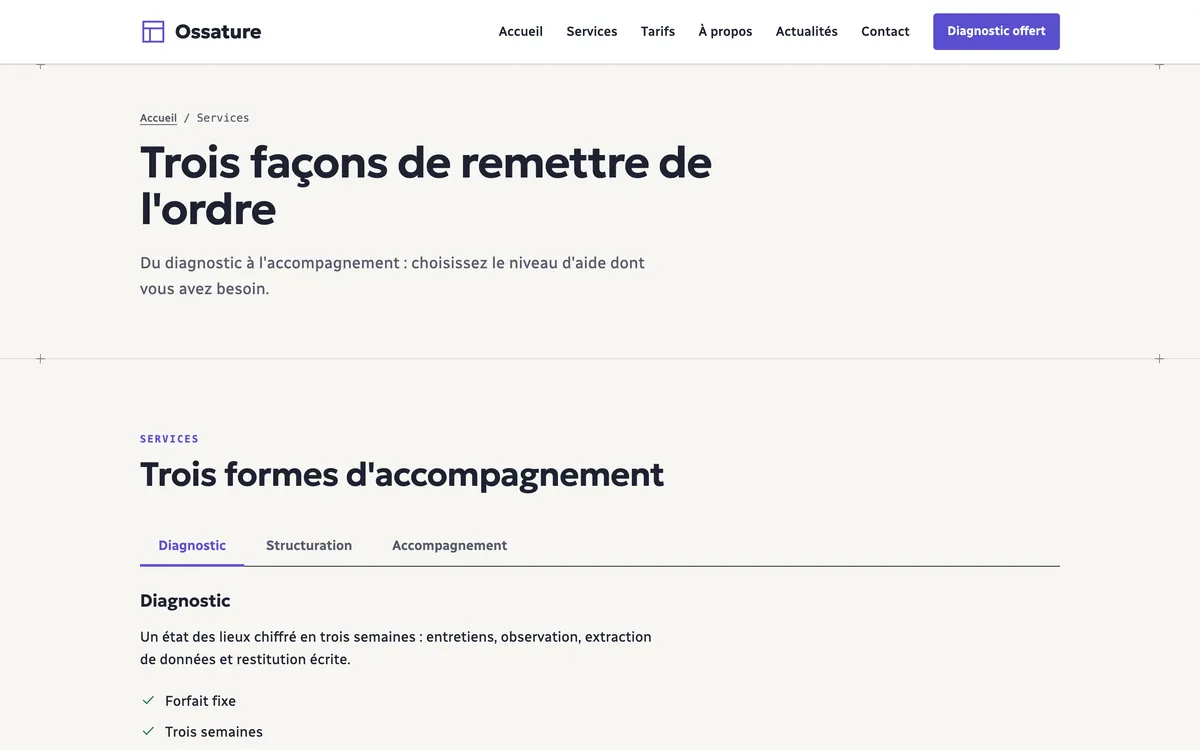 Ossature
Accueil Services Tarifs À propos Actualités Contact Diagnostic offert
Accueil / Services
Trois façons de remettre de
l'ordre
Du diagnostic à l'accompagnement : choisissez le niveau d'aide dont
vous avez besoin.
SERVICES
Trois formes d'accompagnement
Diagnostic Structuration Accompagnement
Diagnostic
Un état des lieux chiffré en trois semaines : entretiens, observation, extraction
de données et restitution écrite.
Forfait fixe
Trois semaines